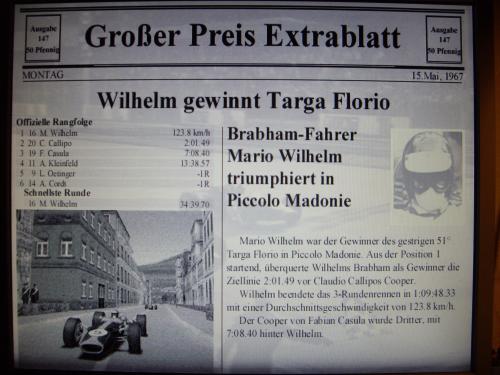 Ausgabe
147
50 Pfennig
Großer Preis Extrablatt
Ausgabe
147
50 Pfennig
MONTAG
15.Mai, 1967
Wilhelm gewinnt Targa Florio
Offizielle Rangfolge
1 16 M. Wilhelm 123.8 km/h
2 20 C. Callipo 2:01.49
3 19 F. Casula 7:08.40
4 11 A. Kleinfeld 13:38.57
5 9 L. Oetinger -1R
6 14 A. Cordt -1R
Schnellste Runde
16 M. Wilhelm 34:39.70
Brabham-Fahrer
Mario Wilhelm
triumphiert in
Piccolo Madonie
Mario Wilhelm war der Gewinner des gestrigen 51°
Targa Florio in Piccolo Madonie. Aus der Position 1
startend, überquerte Wilhelms Brabham als Gewinner die
Ziellinie 2:01.49 vor Claudio Callipos Cooper.
Wilhelm beendete das 3-Rundenrennen in 1:09:48.33
mit einer Durchschnittsgeschwindigkeit von 123.8 km/h.
Der Cooper von Fabian Casula wurde Dritter, mit
7:08.40 hinter Wilhelm.